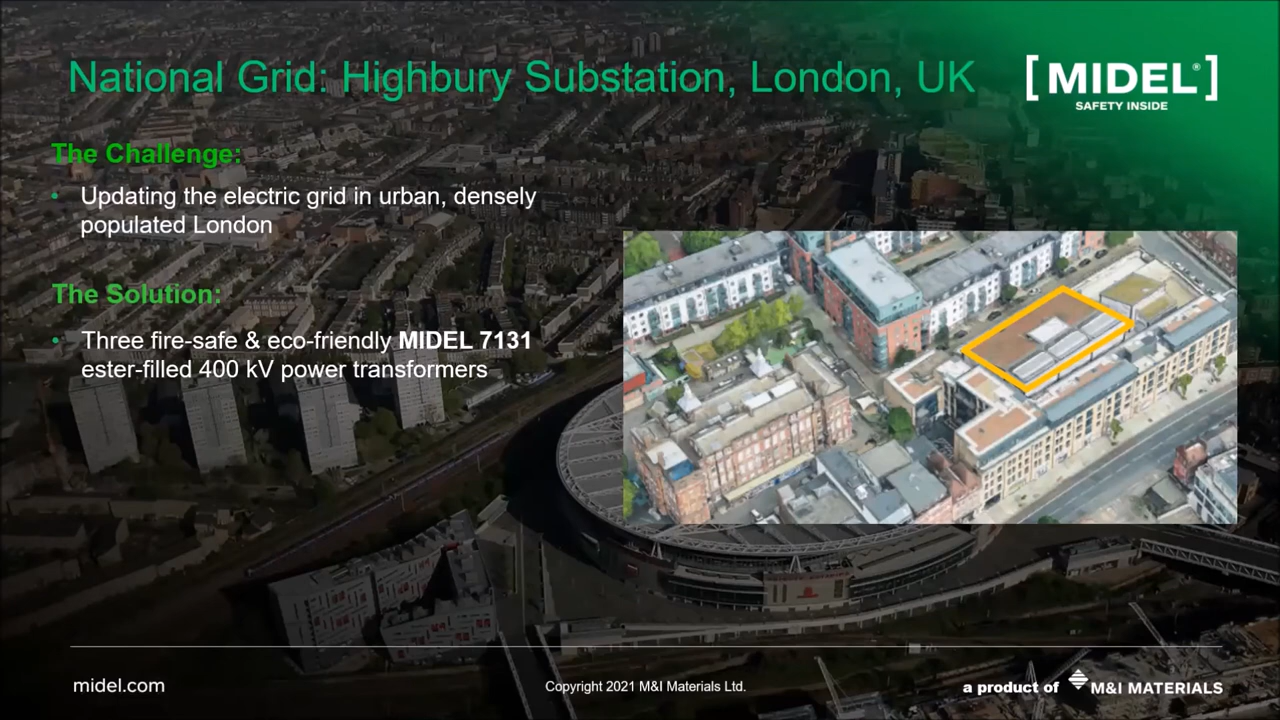 National Grid: Highbury Substation, London, UK
[MIDEL®]
SAFETY INSIDE
The Challenge:
• Updating the electric grid in urban, densely
populated London
The Solution:
• Three fire-safe & eco-friendly MIDEL 7131
ester-filled 400 kV power transformers
midel.com
Copyright 2021 M&I Materials Ltd.
a product of M&I MATERIALS